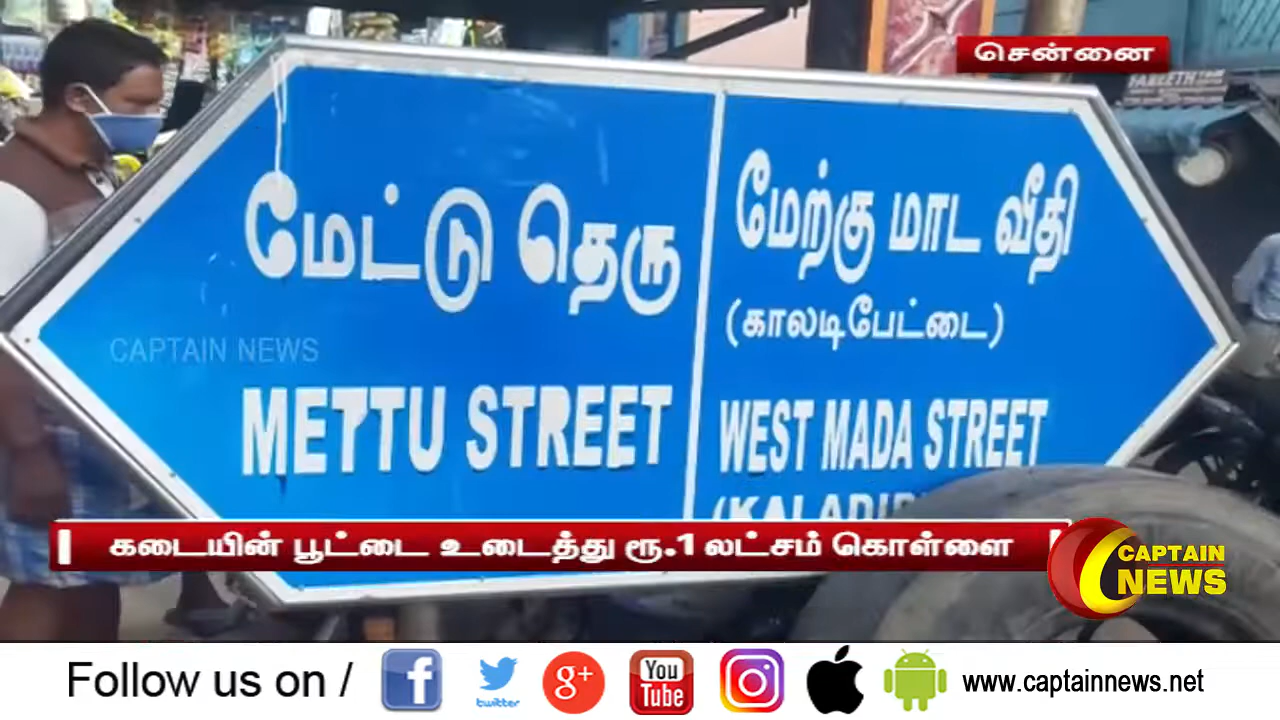 சென்னை
FAREETH
மேட்டு தெரு
மேற்கு மாட வீதி
(காலடிபேட்டை)
CAPTAIN NEWS
METTU STREET
WEST MADA STREET
கடையின் பூட்டை உடைத்து ரூ.1 லட்சம் கொள்ளை
CAPTAIN
NEWS
Follow us on /
f
twitter
g+
You
Tube
www.captainnews.net